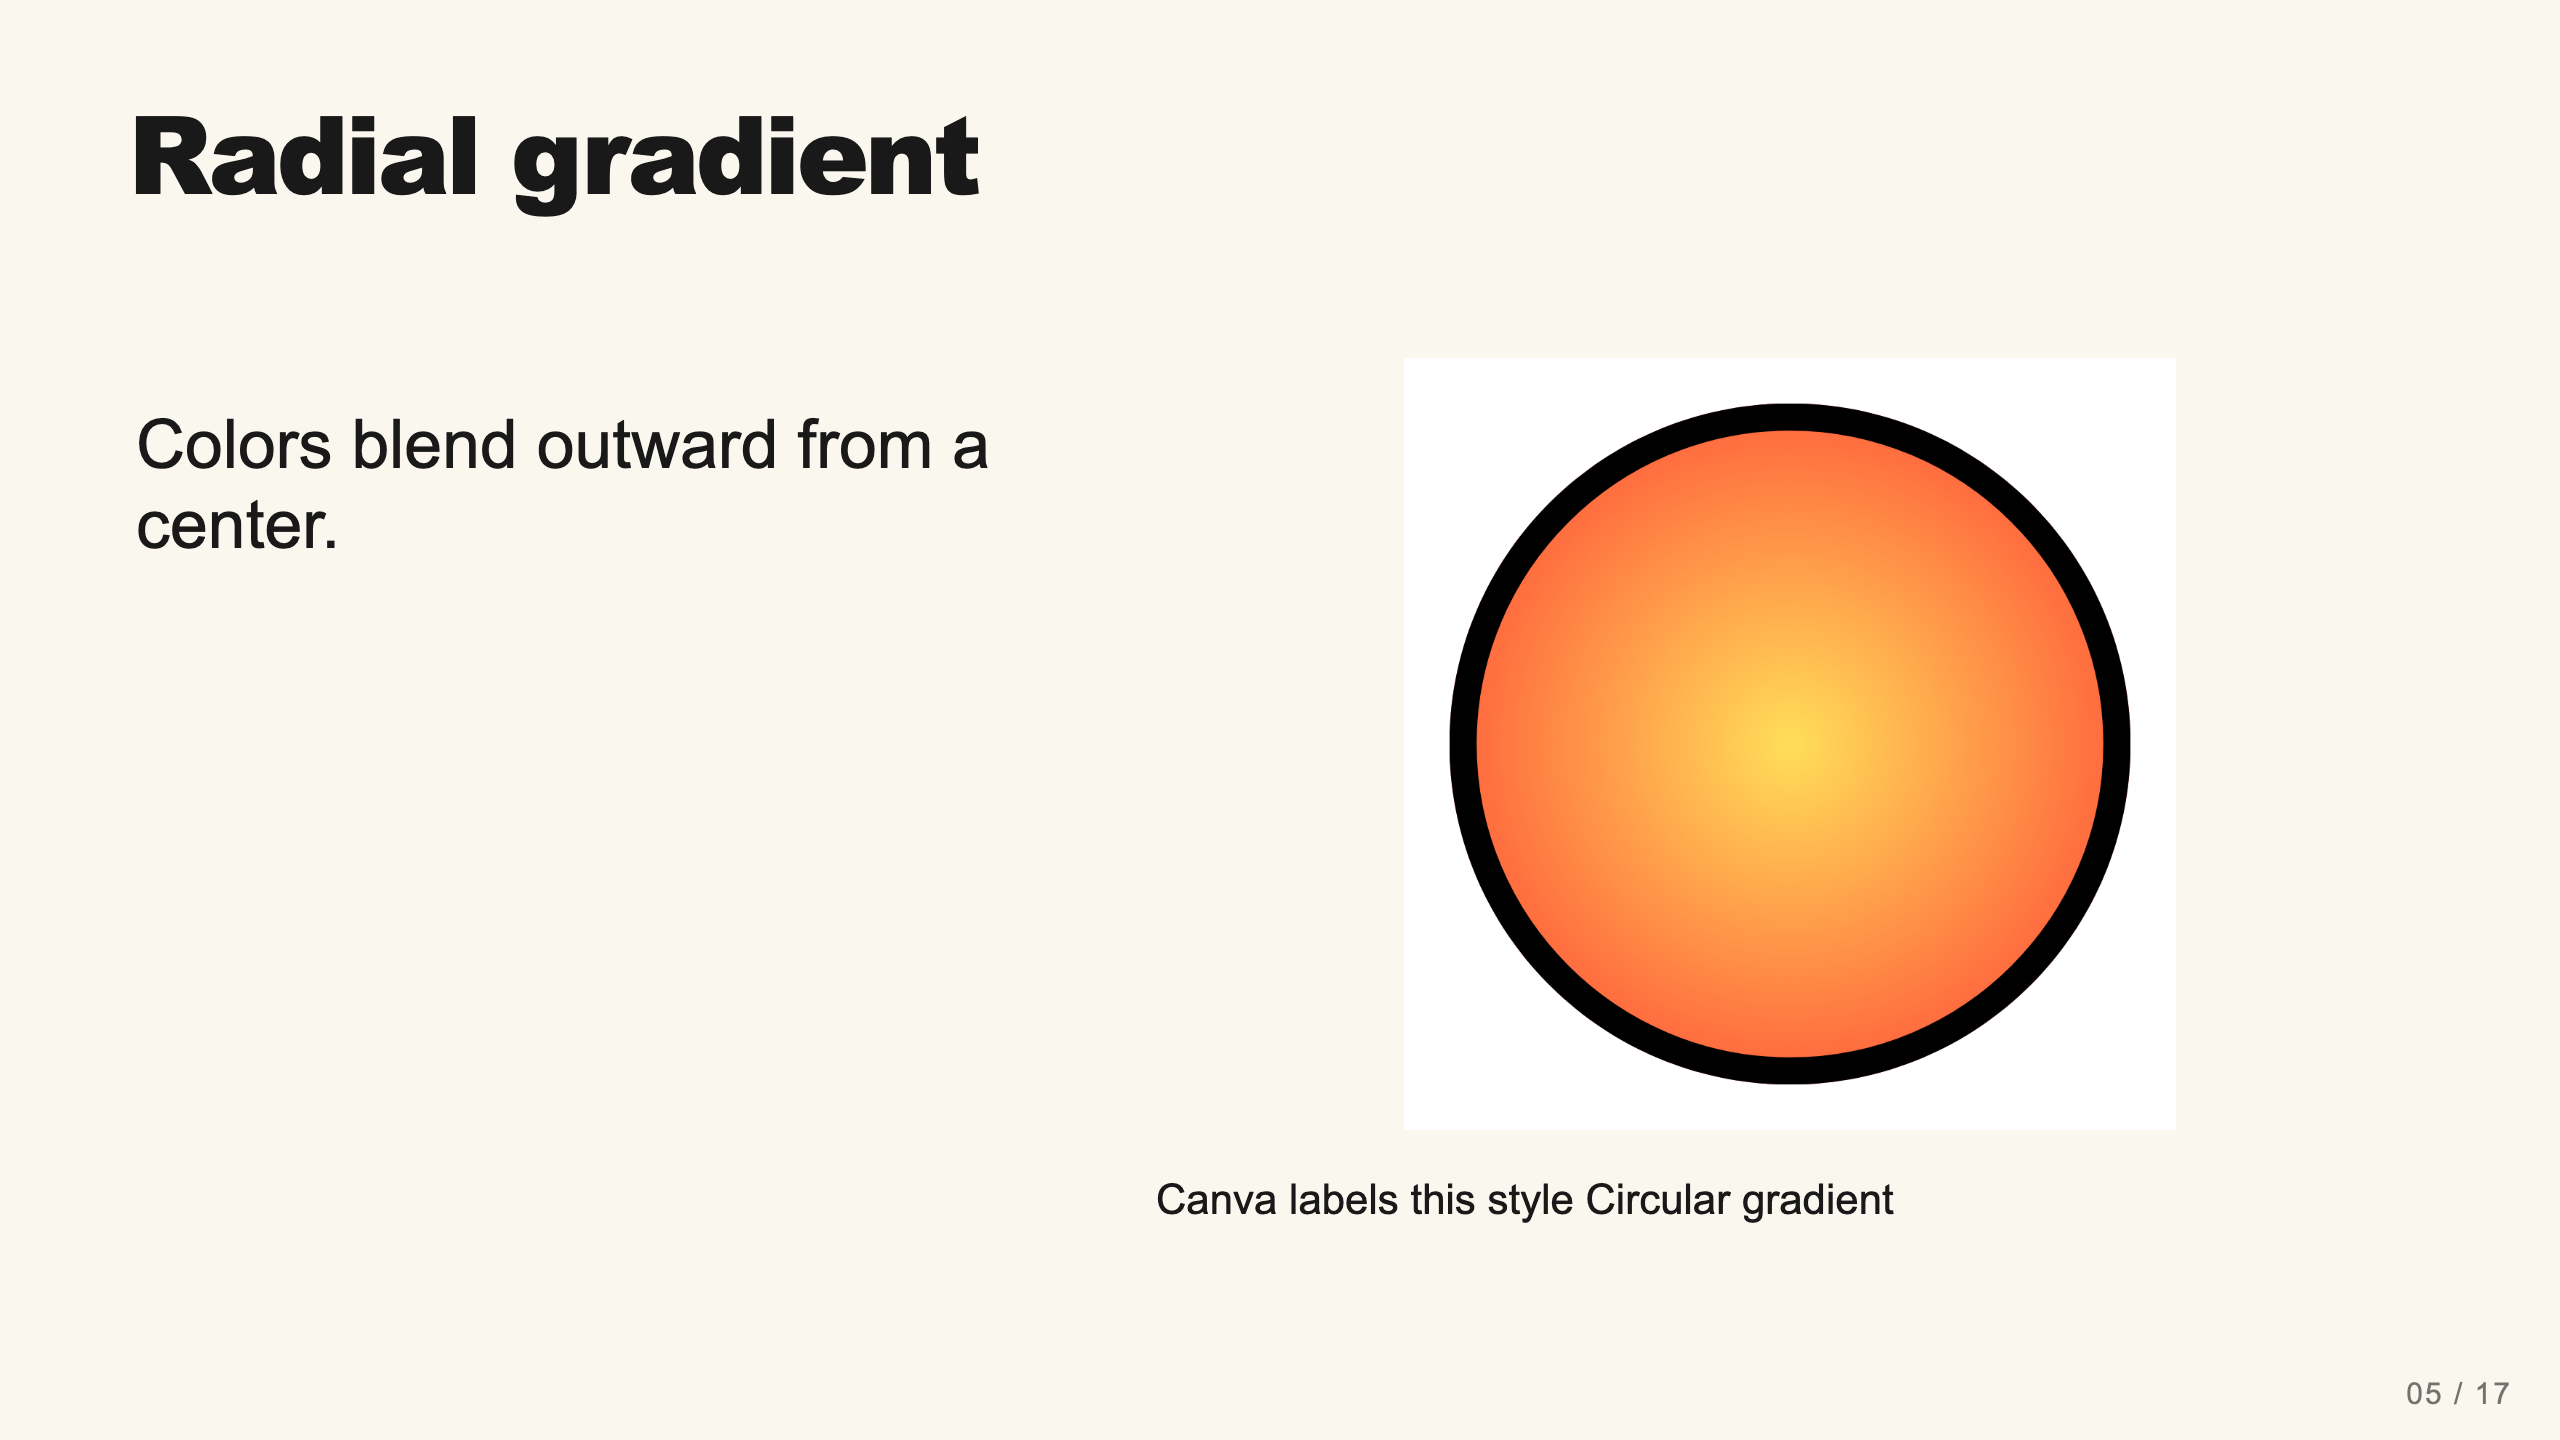 Radial gradient
Colors blend outward from a
center.
Canva labels this style Circular gradient
05 / 17